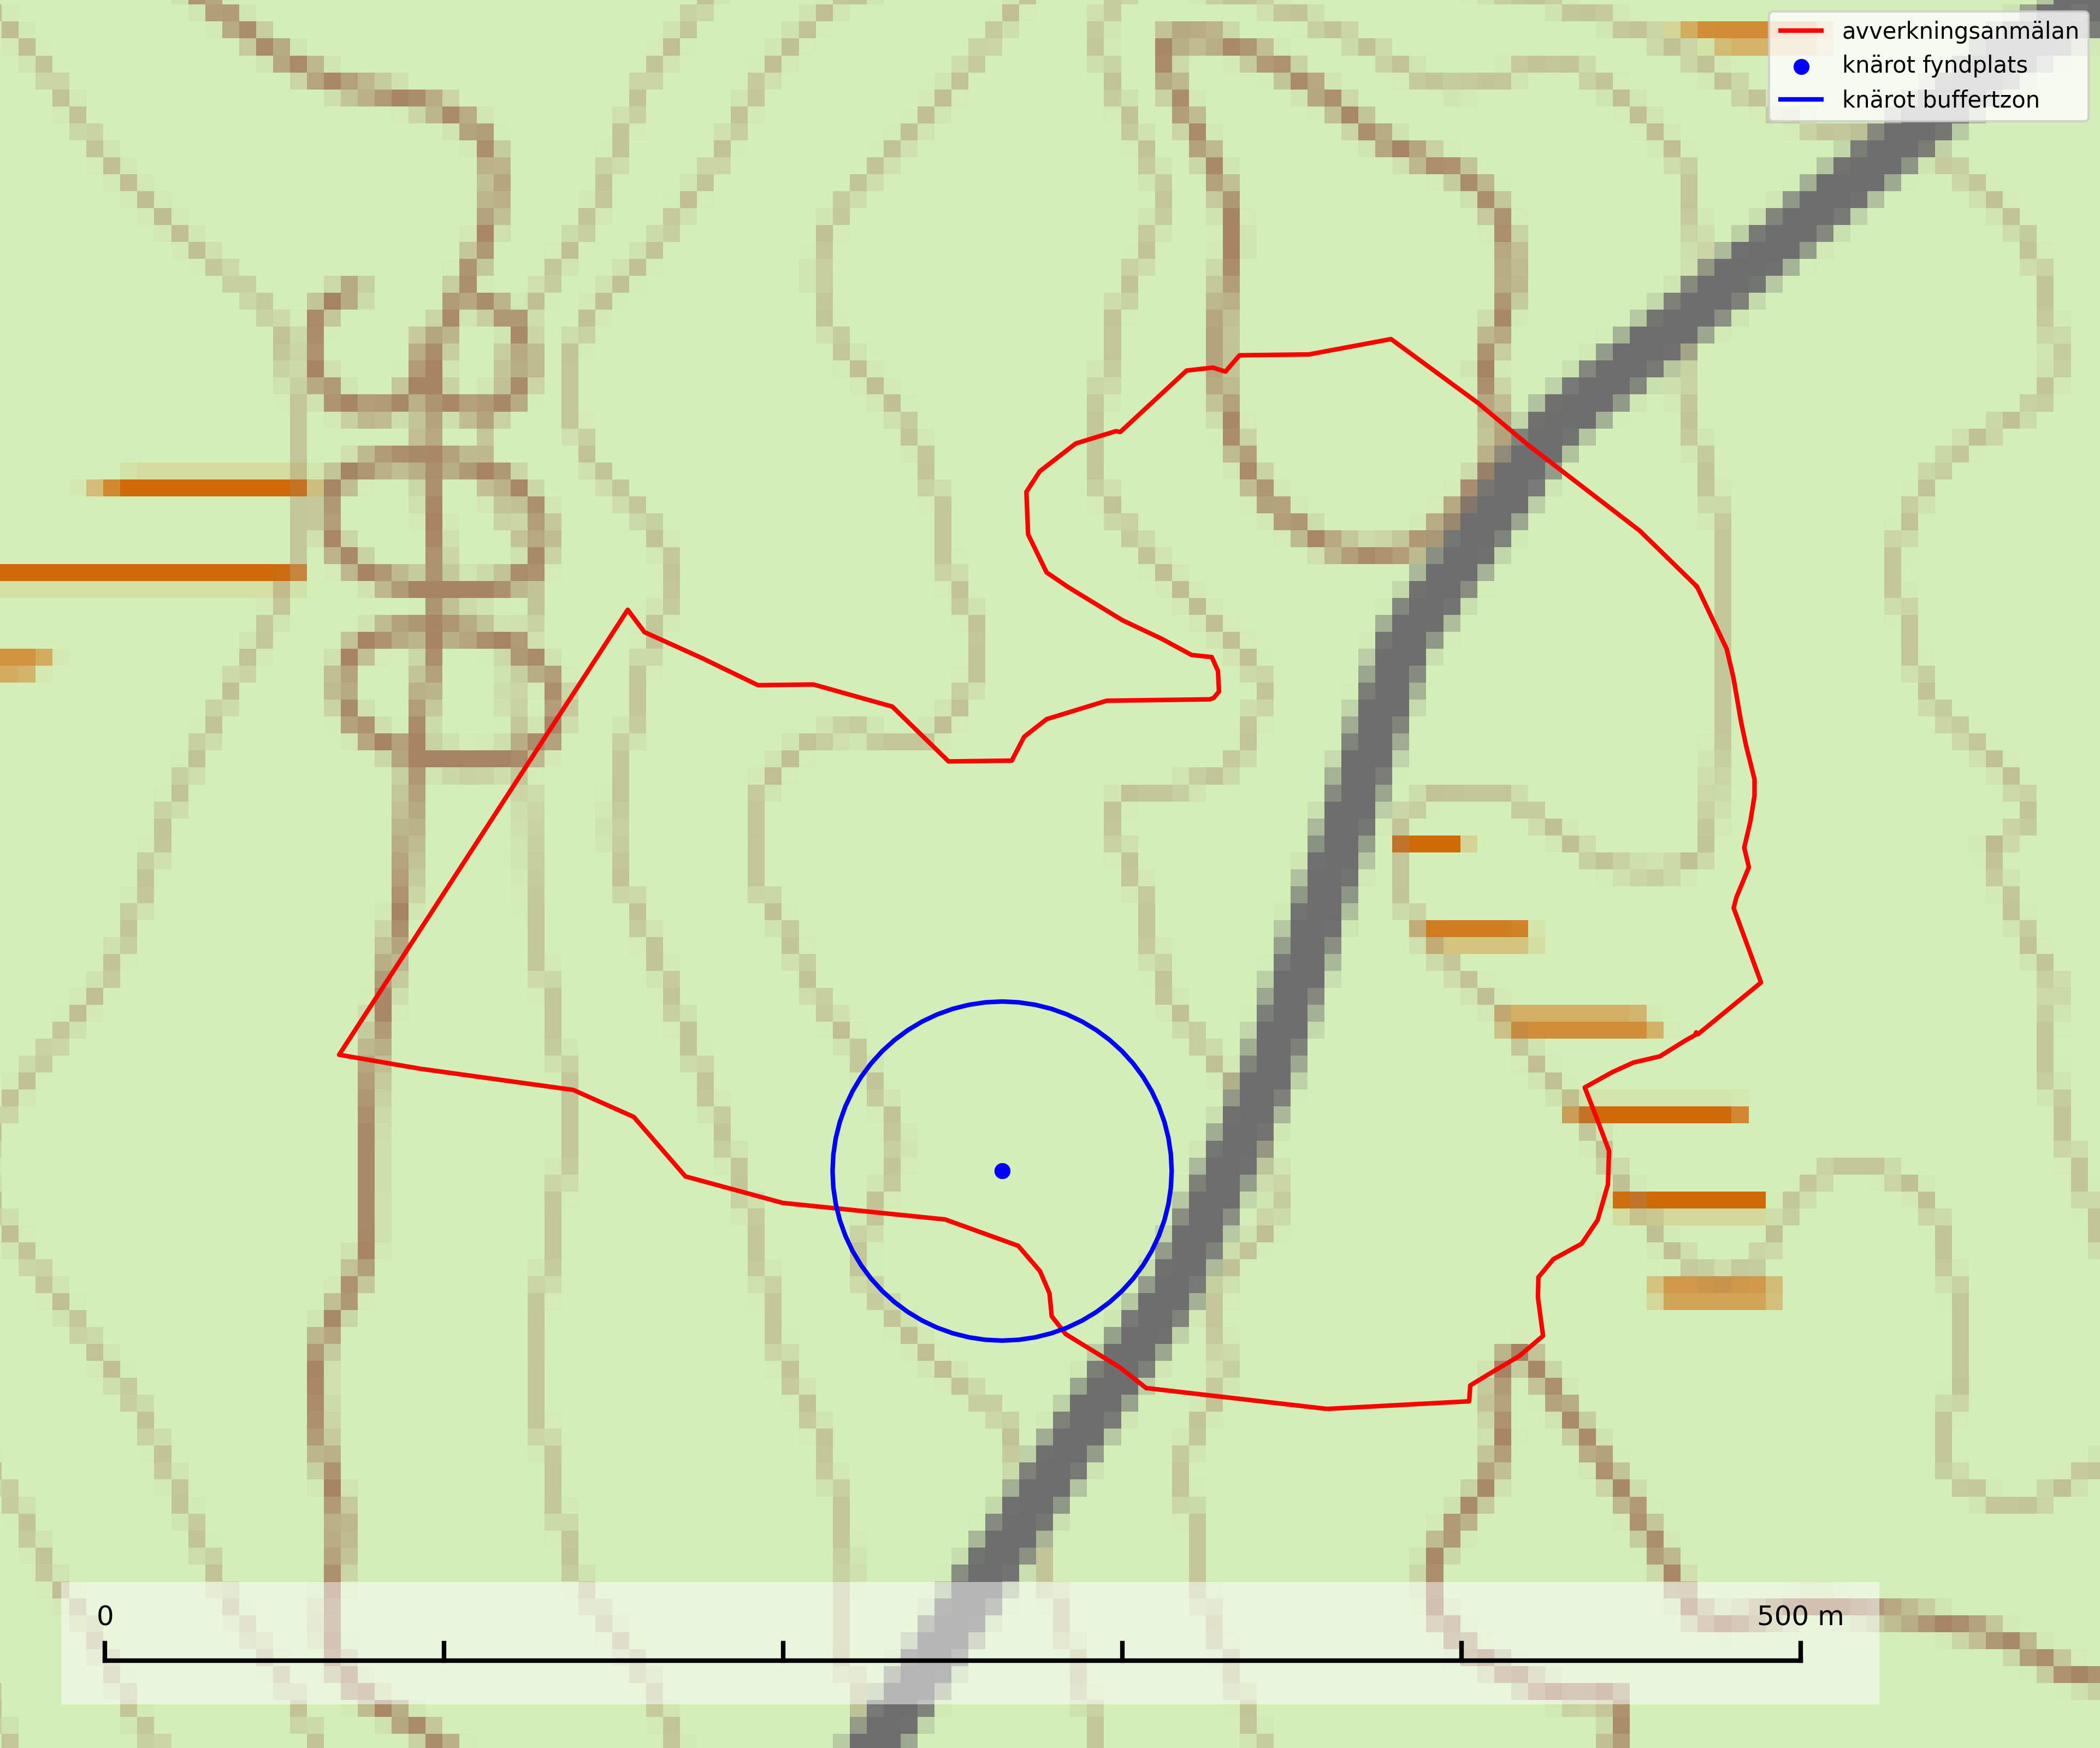 avverkningsanmälan
knärot fyndplats
knärot buffertzon
0
500 m